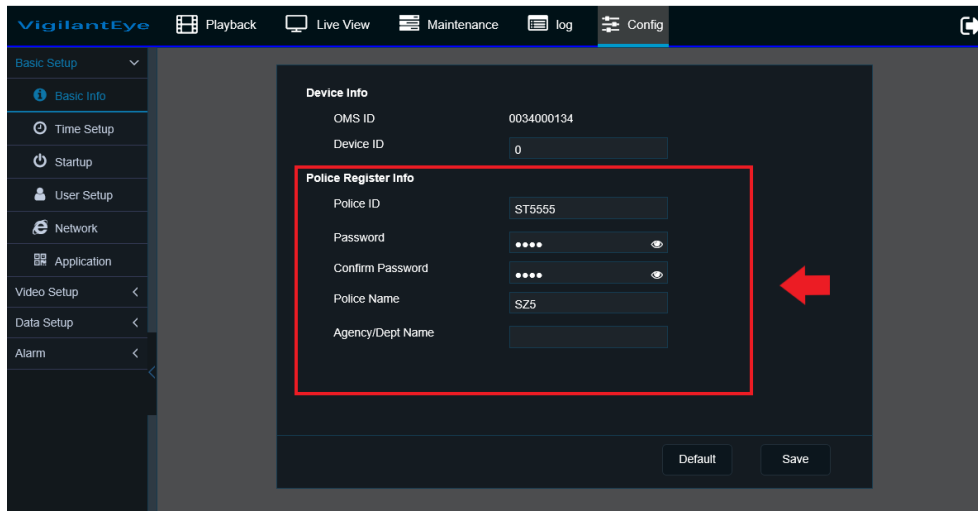 VigilantEye Playback Live View Maintenance log Config
Basic Setup
Basic Info
Time Setup
Startup
User Setup
Network
Application
Video Setup
Data Setup
Alarm
Device Info
OMS ID 0034000134
Device ID 0
Police Register Info
Police ID ST5555
Password ••••
Confirm Password ••••
Police Name SZ5
Agency/Dept Name
Default Save